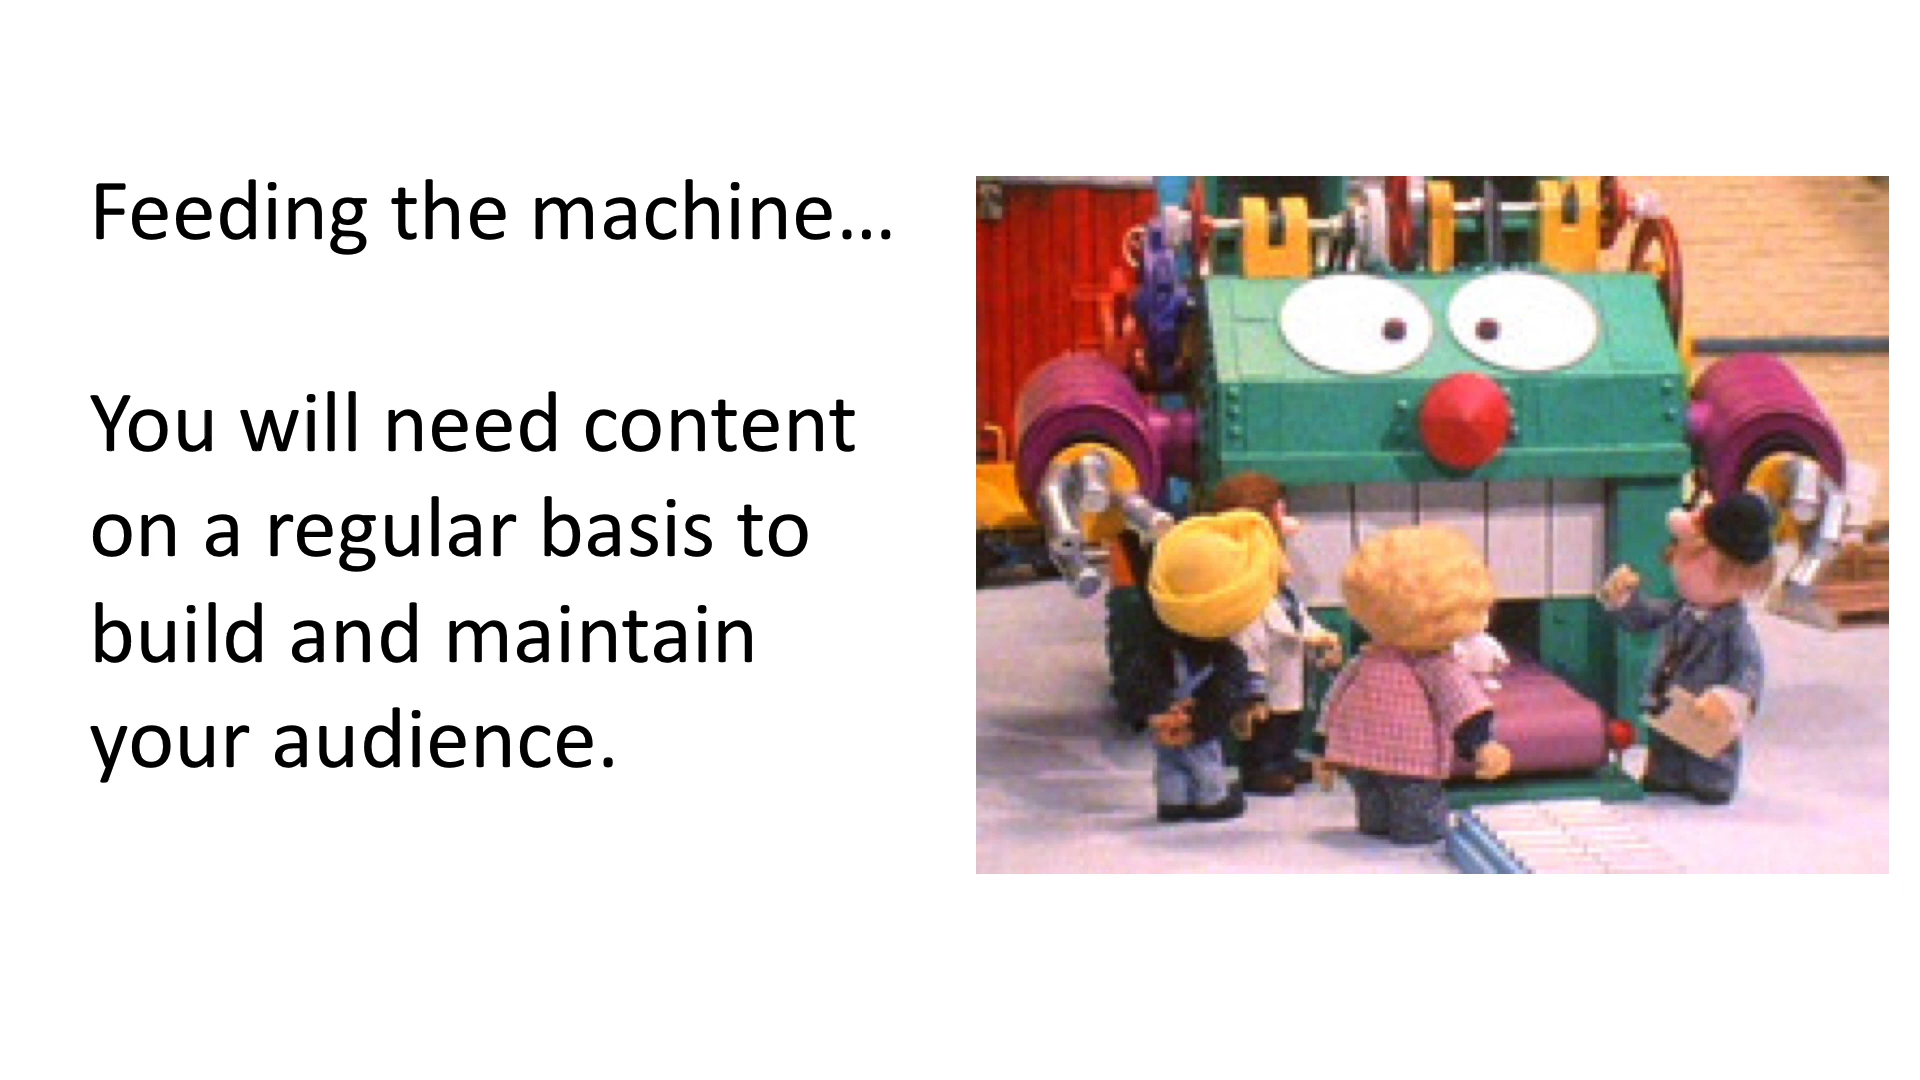 Feeding the machine…
You will need content
on a regular basis to
build and maintain
your audience.